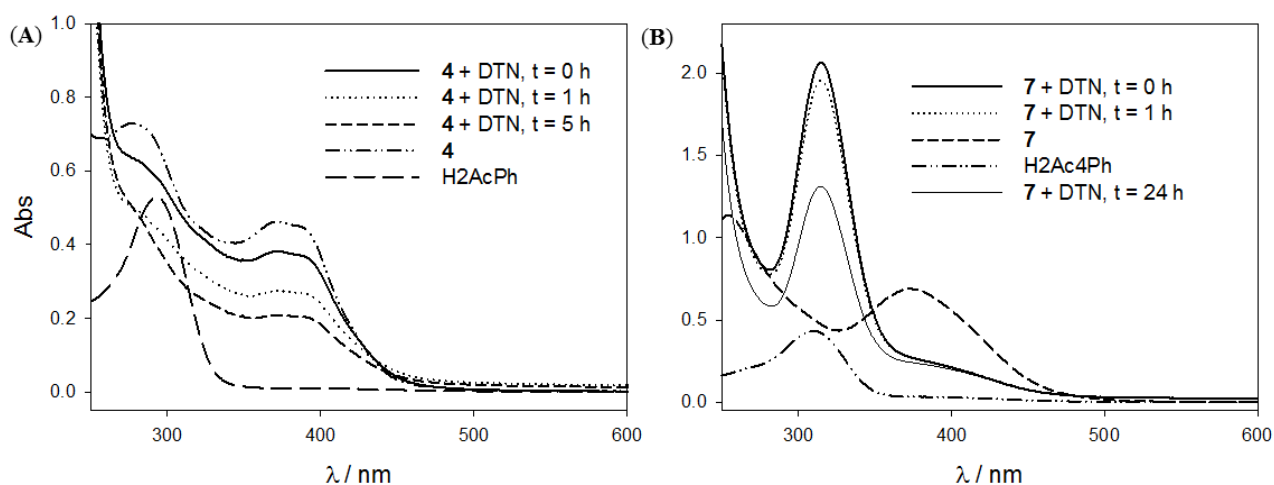 (A)
1.0
0.8
0.6
0.4
0.2
0.0
Abs
4 + DTN, t = 0 h
4 + DTN, t = 1 h
4 + DTN, t = 5 h
4
H2AcPh
300
400
500
600
λ / nm
(B)
2.0
1.5
1.0
0.5
0.0
7 + DTN, t = 0 h
7 + DTN, t = 1 h
7
H2Ac4Ph
7 + DTN, t = 24 h
300
400
500
600
λ / nm